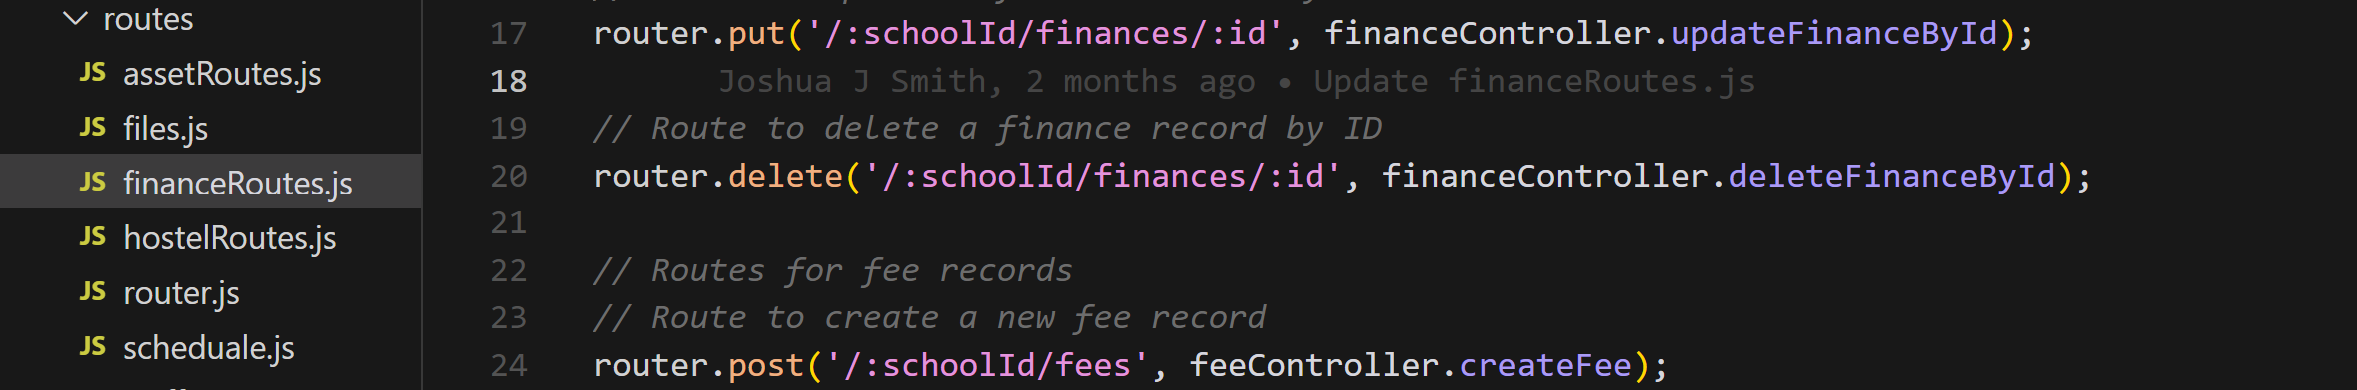 routes
JS assetRoutes.js
JS files.js
JS financeRoutes.js
JS hostelRoutes.js
JS router.js
JS scheduale.js
17 router.put('/:schoolId/finances/:id', financeController.updateFinanceById);
18 Joshua J Smith, 2 months ago • Update financeRoutes.js
19 // Route to delete a finance record by ID
20 router.delete('/:schoolId/finances/:id', financeController.deleteFinanceById);
21
22 // Routes for fee records
23 // Route to create a new fee record
24 router.post('/:schoolId/fees', feeController.createFee);